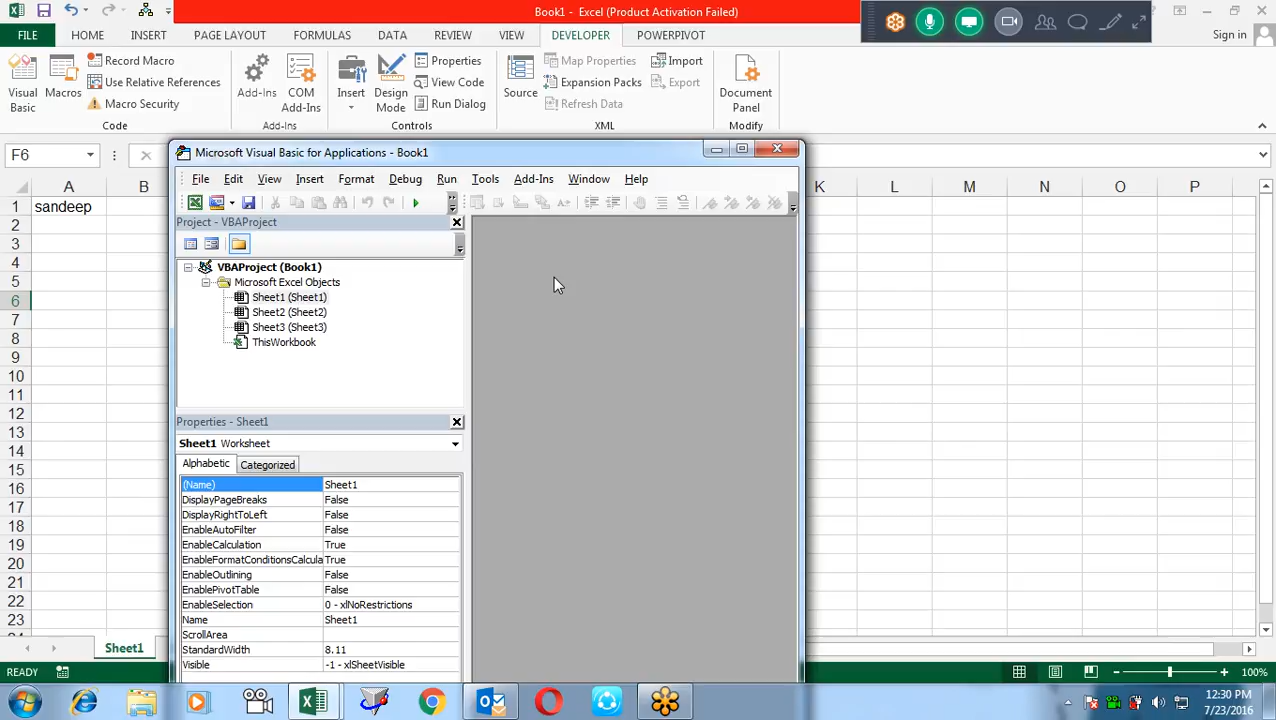 Book1 - Excel (Product Activation Failed)
Sign in
FILE HOME INSERT PAGE LAYOUT FORMULAS DATA REVIEW VIEW DEVELOPER POWERPIVOT
Visual Basic
Macros
Record Macro
Use Relative References
Macro Security
Code
Add-Ins
COM Add-Ins
Add-Ins
Insert
Design Mode
Properties
View Code
Run Dialog
Controls
Source
Map Properties
Expansion Packs
Refresh Data
Import
Export
XML
Document Panel
Modify
F6
A B K L M N O P
1 sandeep
2
3
4
5
6
7
8
9
10
11
12
13
14
15
16
17
18
19
20
21
22
23
Microsoft Visual Basic for Applications - Book1
File Edit View Insert Format Debug Run Tools Add-Ins Window Help
Project - VBAProject
VBAProject (Book1)
Microsoft Excel Objects
Sheet1 (Sheet1)
Sheet2 (Sheet2)
Sheet3 (Sheet3)
ThisWorkbook
Properties - Sheet1
Sheet1 Worksheet
Alphabetic Categorized
(Name) Sheet1
DisplayPageBreaks False
DisplayRightToLeft False
EnableAutoFilter False
EnableCalculation True
EnableFormatConditionsCalcula True
EnableOutlining False
EnablePivotTable False
EnableSelection 0 - xlNoRestrictions
Name Sheet1
ScrollArea
StandardWidth 8.11
Visible -1 - xlSheetVisible
Sheet1
READY
100%
12:30 PM
7/23/2016